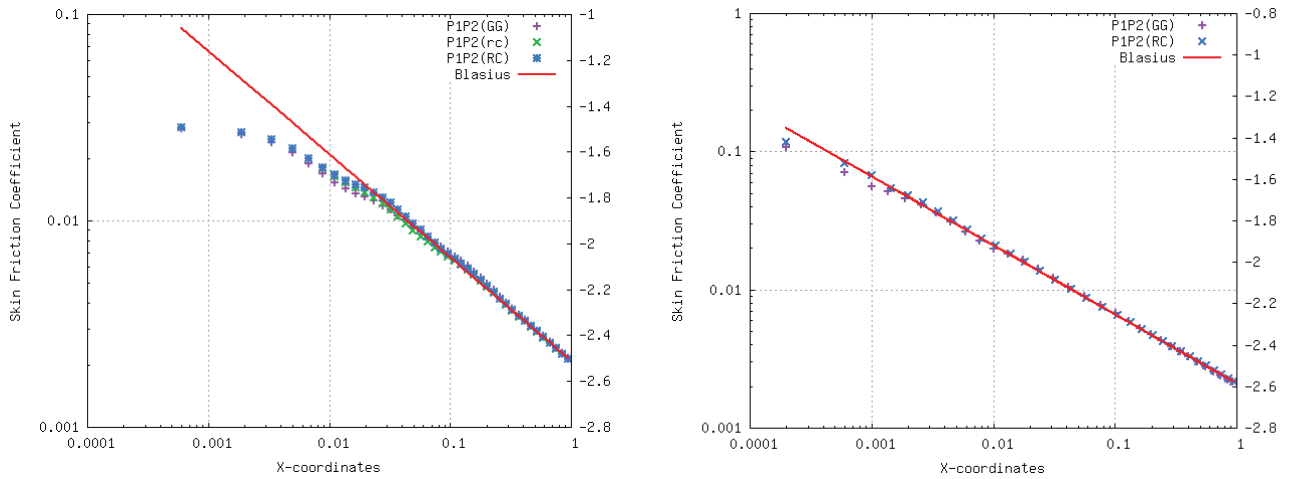 0.1
0.01
0.001
Skin Friction Coefficient
P1P2(GG)
P1P2(rc)
P1P2(RC)
Blasius
-1
-1.2
-1.4
-1.6
-1.8
-2
-2.2
-2.4
-2.6
-2.8
0.0001 0.001 0.01 0.1 1
X-coordinates
1
0.1
0.01
0.001
Skin Friction Coefficient
P1P2(GG)
P1P2(RC)
Blasius
-0.8
-1
-1.2
-1.4
-1.6
-1.8
-2
-2.2
-2.4
-2.6
-2.8
0.0001 0.001 0.01 0.1 1
X-coordinates